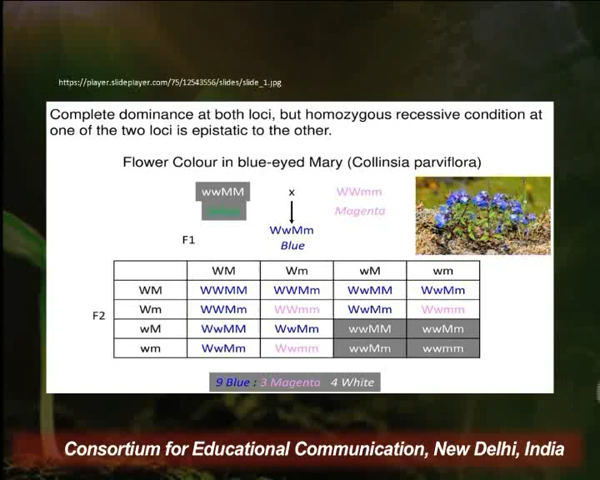 https://player.slideplayer.com/75/12543556/slides/slide_1.jpg
Complete dominance at both loci, but homozygous recessive condition at
one of the two loci is epistatic to the other.
Flower Colour in blue-eyed Mary (Collinsia parviflora)
wwMM x WWmm
Magenta
WwMm
F1 Blue
WM Wm wM wm
WM WWMM WWMm WwMM WwMm
Wm WWMm WWmm WwMm Wwmm
F2
wM WwMM WwMm wwMM wwMm
wm WwMm Wwmm wwMm wwmm
9 Blue : 3 Magenta 4 White
Consortium for Educational Communication, New Delhi, India